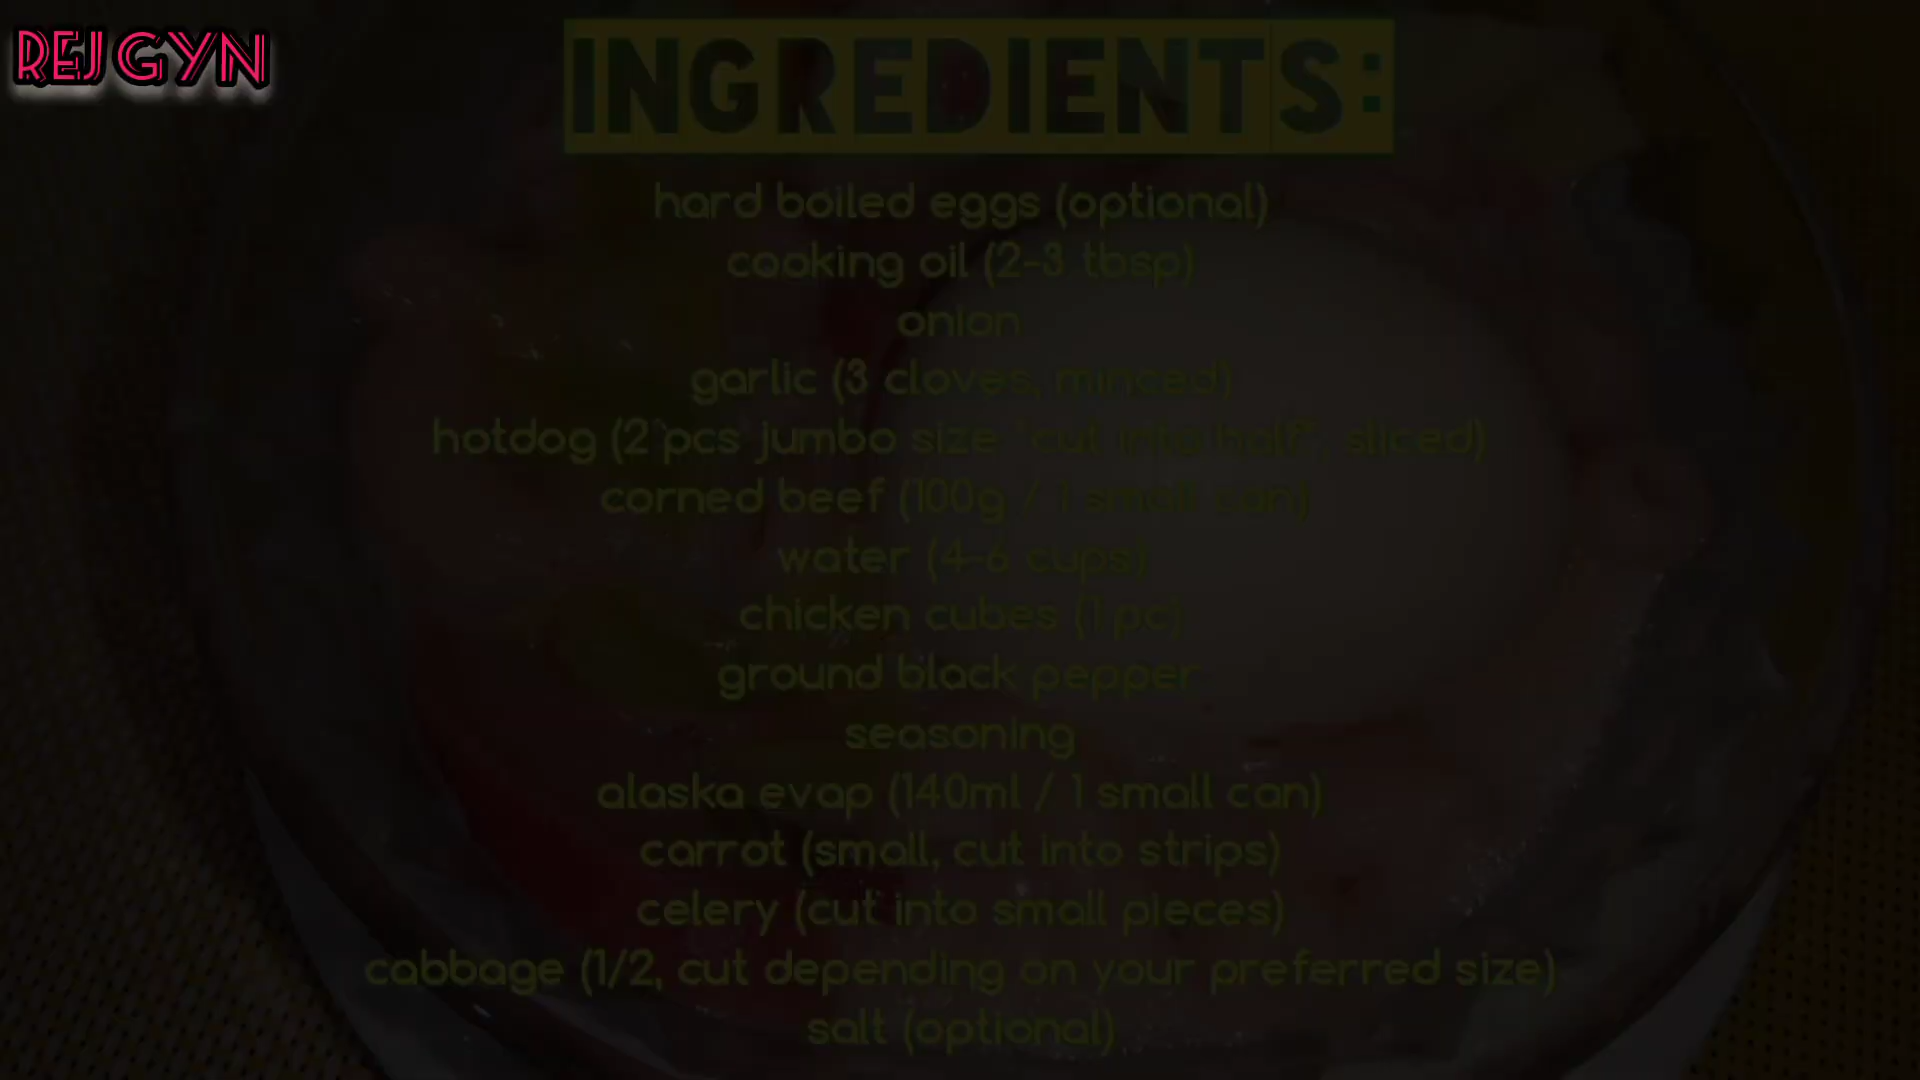 REJ GYN
INGREDIENTS:
hard boiled eggs (optional)
cooking oil (2-3 tbsp)
onion
garlic (3 cloves, minced)
hotdog (2 pcs jumbo size "cut into half", sliced)
corned beef (100g / 1 small can)
water (4-6 cups)
chicken cubes (1 pc)
ground black pepper
seasoning
alaska evap (140ml / 1 small can)
carrot (small, cut into strips)
celery (cut into small pieces)
cabbage (1/2, cut depending on your preferred size)
salt (optional)